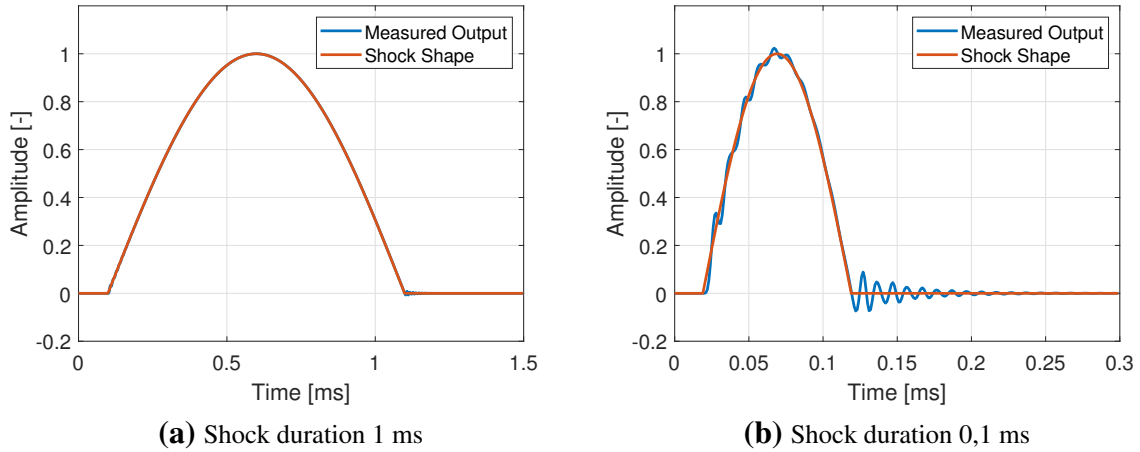 Measured Output
Shock Shape
1
0.8
0.6
0.4
0.2
0
-0.2
Amplitude [-]
0
0.5
1
1.5
Time [ms]
(a) Shock duration 1 ms
Measured Output
Shock Shape
1
0.8
0.6
0.4
0.2
0
-0.2
Amplitude [-]
0
0.05
0.1
0.15
0.2
0.25
0.3
Time [ms]
(b) Shock duration 0,1 ms